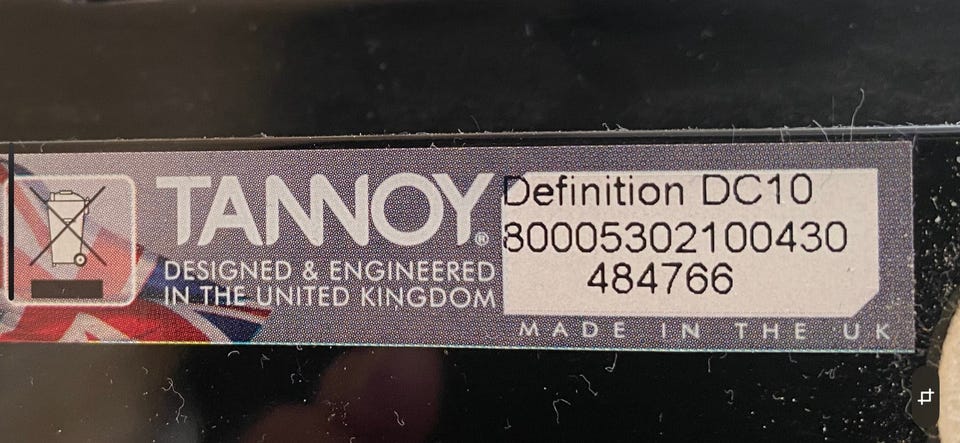 TANNOY®
DESIGNED & ENGINEERED
IN THE UNITED KINGDOM
Definition DC10
80005302100430
484766
MADE IN THE UK